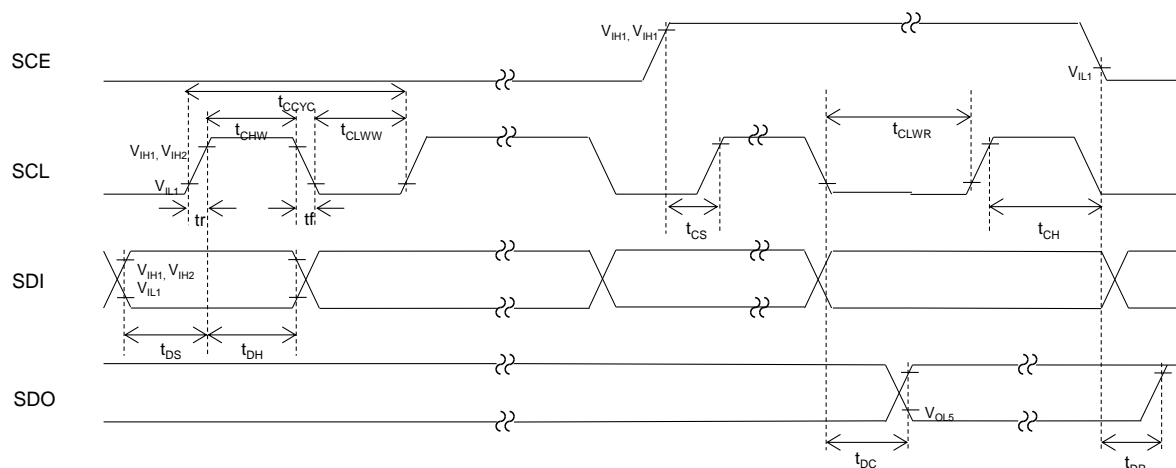 V_IH1, V_IH1
SCE
V_IL1
t_CCYC
t_CHW
t_CLWW
t_CLWR
V_IH1, V_IH2
SCL
V_IL1
tr
tf
t_CS
t_CH
SDI
V_IH1, V_IH2
V_IL1
t_DS
t_DH
SDO
V_OL5
t_DC